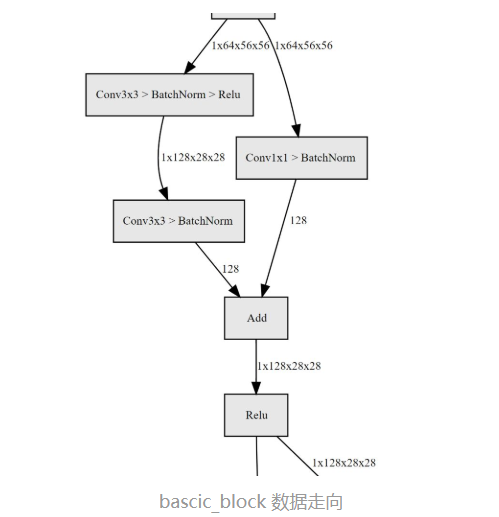 1x64x56x56
1x64x56x56
Conv3x3 > BatchNorm > Relu
1x128x28x28
Conv1x1 > BatchNorm
Conv3x3 > BatchNorm
128
128
Add
1x128x28x28
Relu
1x128x28x28
bascic_block 数据走向